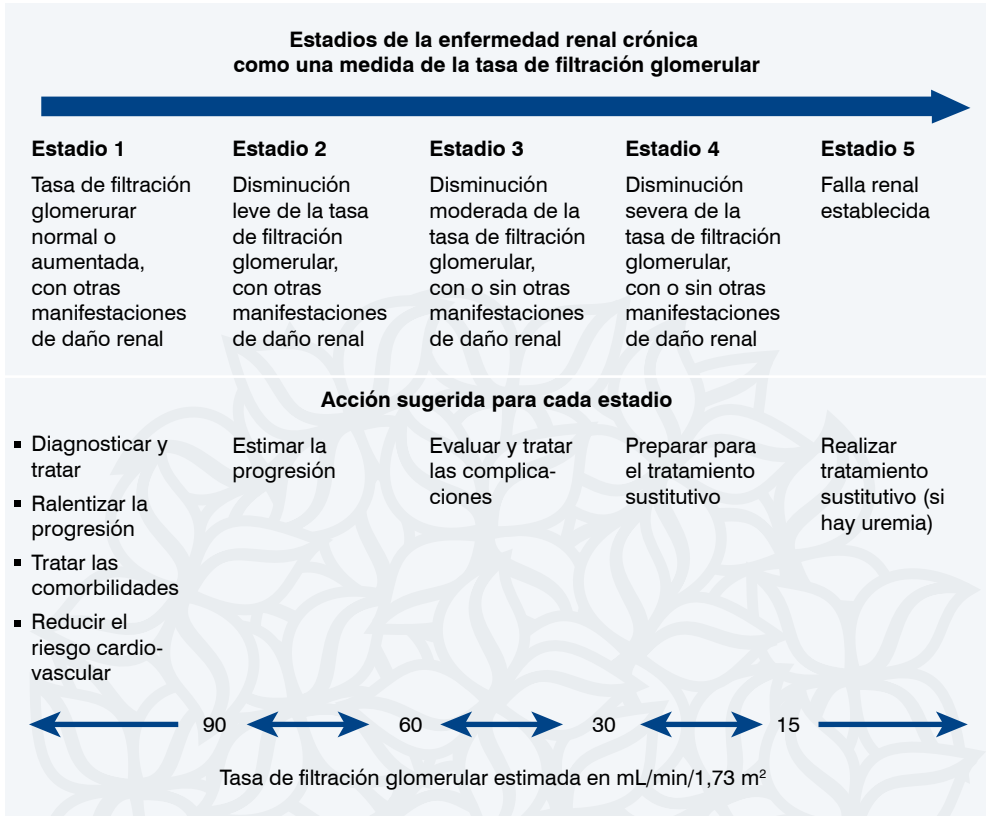 Estadios de la enfermedad renal crónica
como una medida de la tasa de filtración glomerular
Estadio 1
Tasa de filtración
glomerurar
normal o
aumentada,
con otras
manifestaciones
de daño renal
Estadio 2
Disminución
leve de la tasa
de filtración
glomerular,
con otras
manifestaciones
de daño renal
Estadio 3
Disminución
moderada de la
tasa de filtración
glomerular,
con o sin otras
manifestaciones
de daño renal
Estadio 4
Disminución
severa de la
tasa de filtración
glomerular,
con o sin otras
manifestaciones
de daño renal
Estadio 5
Falla renal
establecida
Acción sugerida para cada estadio
▪ Diagnosticar y
tratar
▪ Ralentizar la
progresión
▪ Tratar las
comorbilidades
▪ Reducir el
riesgo cardio-
vascular
Estimar la
progresión
Evaluar y tratar
las complica-
ciones
Preparar para
el tratamiento
sustitutivo
Realizar
tratamiento
sustitutivo (si
hay uremia)
90 60 30 15
Tasa de filtración glomerular estimada en mL/min/1,73 m²